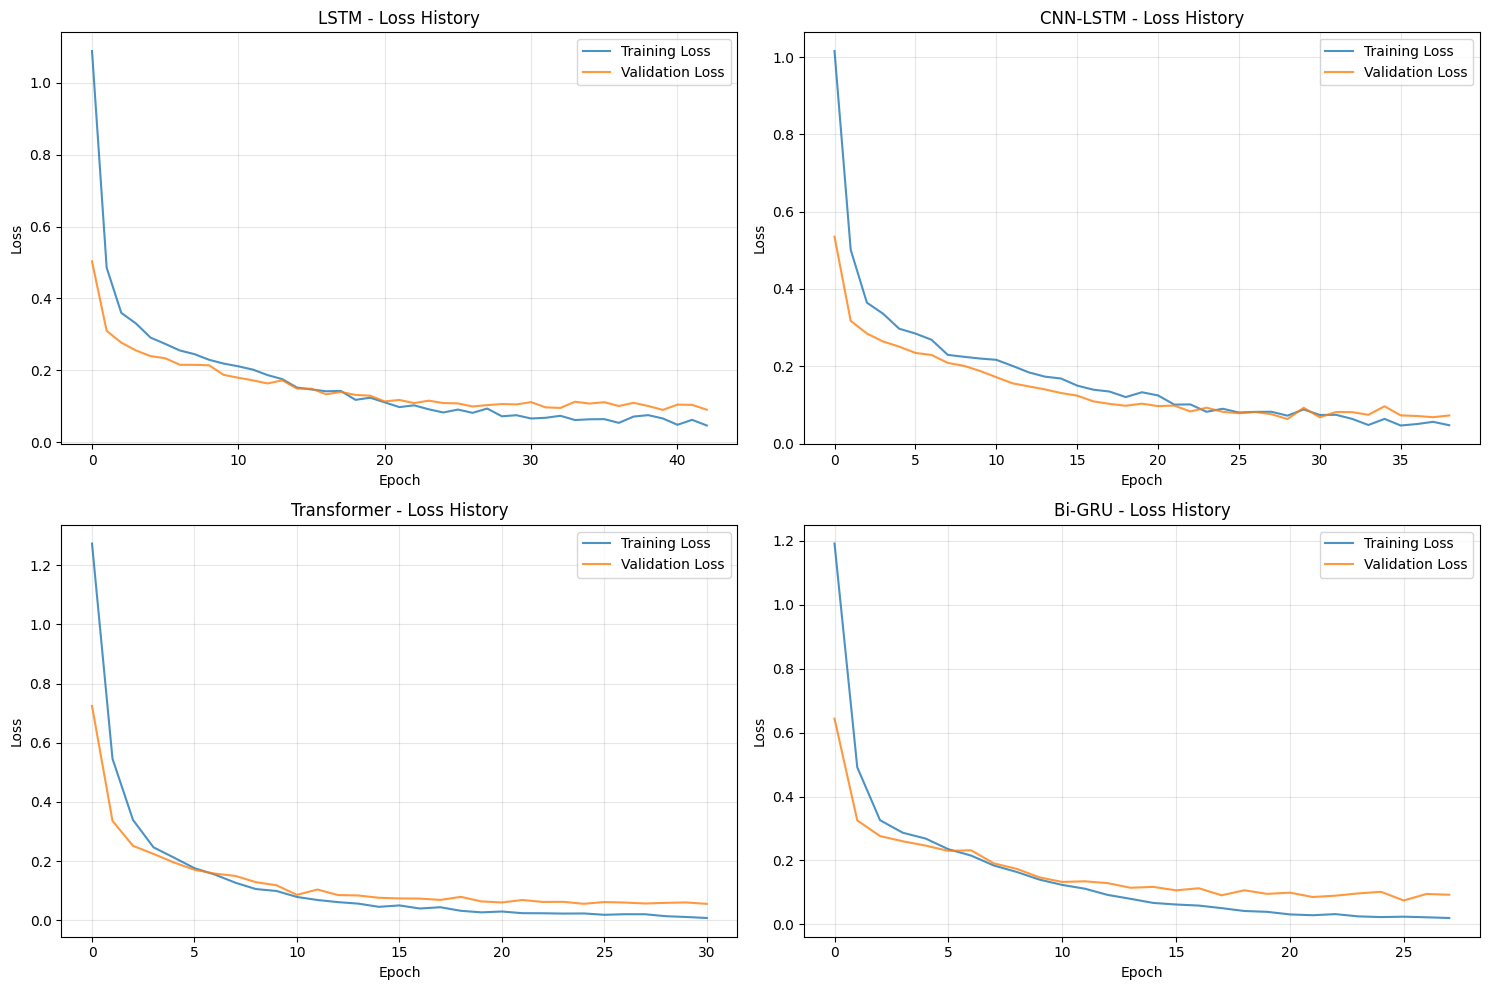 LSTM - Loss History
Training Loss
Validation Loss
Loss
1.0
0.8
0.6
0.4
0.2
0.0
0 10 20 30 40
Epoch
CNN-LSTM - Loss History
Training Loss
Validation Loss
Loss
1.0
0.8
0.6
0.4
0.2
0.0
0 5 10 15 20 25 30 35
Epoch
Transformer - Loss History
Training Loss
Validation Loss
Loss
1.2
1.0
0.8
0.6
0.4
0.2
0.0
0 5 10 15 20 25 30
Epoch
Bi-GRU - Loss History
Training Loss
Validation Loss
Loss
1.2
1.0
0.8
0.6
0.4
0.2
0.0
0 5 10 15 20 25
Epoch